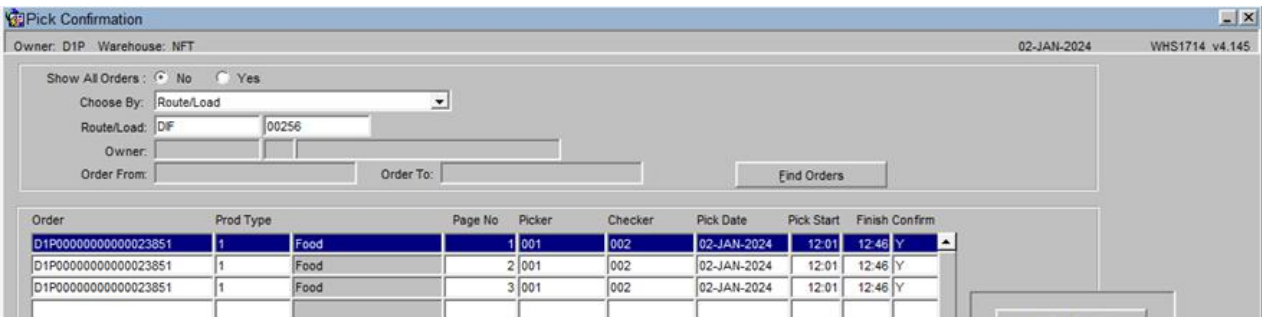 Pick Confirmation
Owner: D1P Warehouse: NFT 02-JAN-2024 WHS1714 v4.145
Show All Orders : No Yes
Choose By: Route/Load
Route/Load: DIF 00256
Owner:
Order From: Order To: Find Orders
Order Prod Type Page No Picker Checker Pick Date Pick Start Finish Confirm
D1P00000000000023851 1 Food 1 001 002 02-JAN-2024 12:01 12:46 Y
D1P00000000000023851 1 Food 2 001 002 02-JAN-2024 12:01 12:46 Y
D1P00000000000023851 1 Food 3 001 002 02-JAN-2024 12:01 12:46 Y